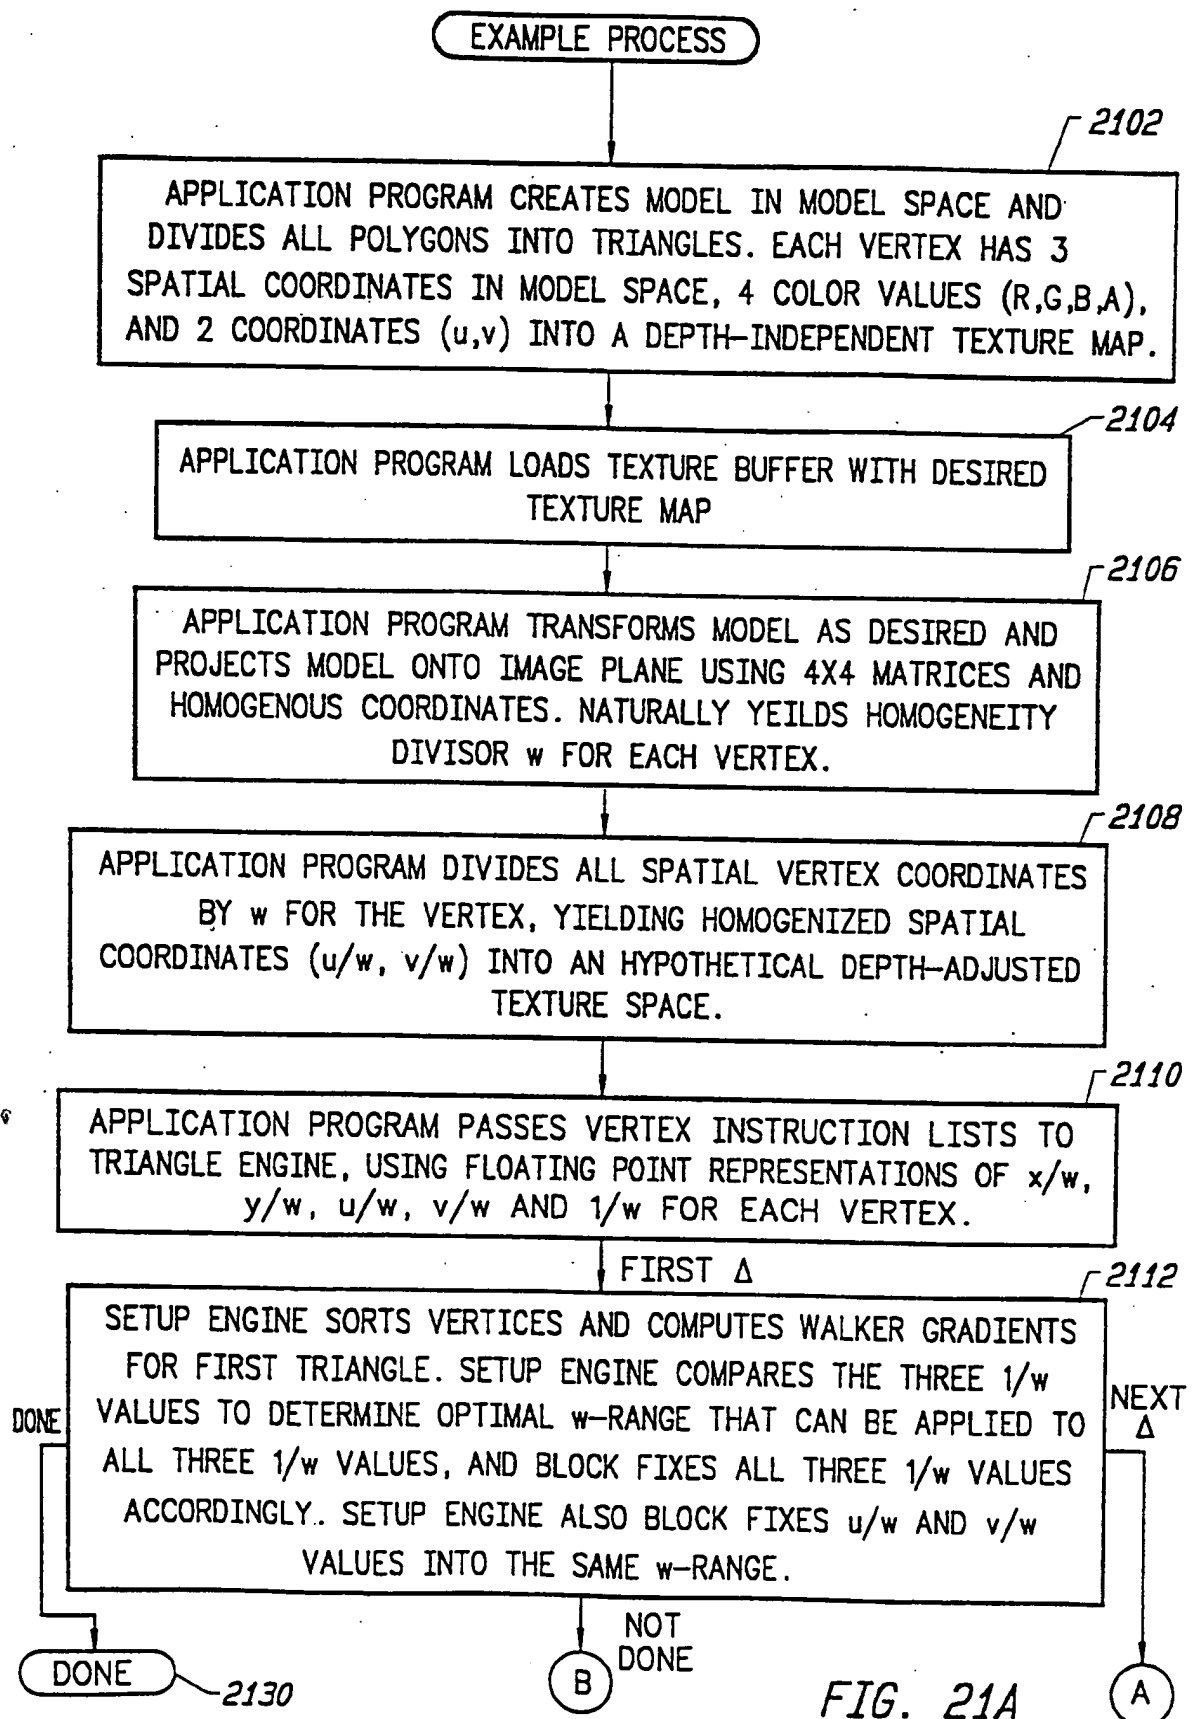 EXAMPLE PROCESS
2102
APPLICATION PROGRAM CREATES MODEL IN MODEL SPACE AND
DIVIDES ALL POLYGONS INTO TRIANGLES. EACH VERTEX HAS 3
SPATIAL COORDINATES IN MODEL SPACE, 4 COLOR VALUES (R,G,B,A),
AND 2 COORDINATES (u,v) INTO A DEPTH-INDEPENDENT TEXTURE MAP.
2104
APPLICATION PROGRAM LOADS TEXTURE BUFFER WITH DESIRED
TEXTURE MAP
2106
APPLICATION PROGRAM TRANSFORMS MODEL AS DESIRED AND
PROJECTS MODEL ONTO IMAGE PLANE USING 4X4 MATRICES AND
HOMOGENOUS COORDINATES. NATURALLY YEILDS HOMOGENEITY
DIVISOR w FOR EACH VERTEX.
2108
APPLICATION PROGRAM DIVIDES ALL SPATIAL VERTEX COORDINATES
BY w FOR THE VERTEX, YIELDING HOMOGENIZED SPATIAL
COORDINATES (u/w, v/w) INTO AN HYPOTHETICAL DEPTH-ADJUSTED
TEXTURE SPACE.
2110
APPLICATION PROGRAM PASSES VERTEX INSTRUCTION LISTS TO
TRIANGLE ENGINE, USING FLOATING POINT REPRESENTATIONS OF x/w,
y/w, u/w, v/w AND 1/w FOR EACH VERTEX.
FIRST Δ
2112
SETUP ENGINE SORTS VERTICES AND COMPUTES WALKER GRADIENTS
FOR FIRST TRIANGLE. SETUP ENGINE COMPARES THE THREE 1/w
VALUES TO DETERMINE OPTIMAL w-RANGE THAT CAN BE APPLIED TO
ALL THREE 1/w VALUES, AND BLOCK FIXES ALL THREE 1/w VALUES
ACCORDINGLY. SETUP ENGINE ALSO BLOCK FIXES u/w AND v/w
VALUES INTO THE SAME w-RANGE.
DONE
NEXT
Δ
NOT
DONE
DONE
2130
B
A
FIG. 21A